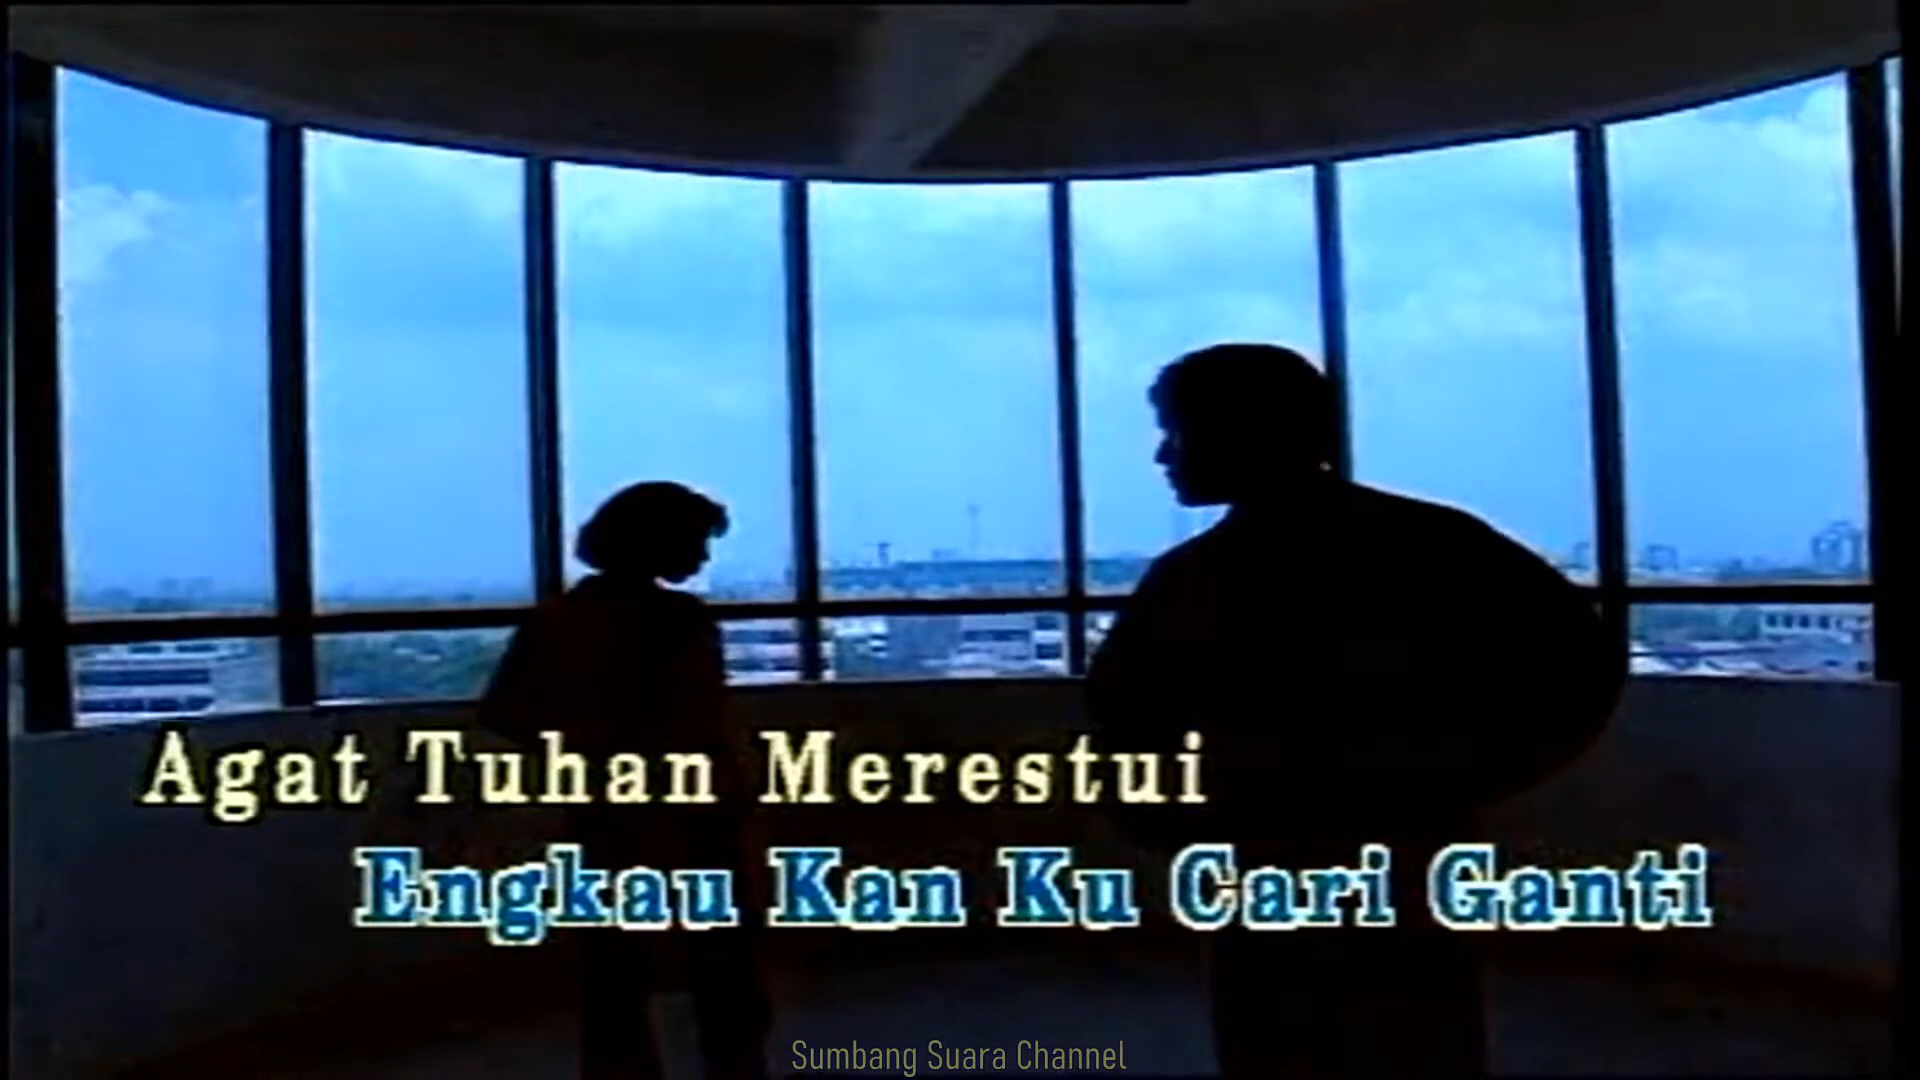 Agat Tuhan Merestui
Engkau Kan Ku Cari Ganti
Sumbang Suara Channel